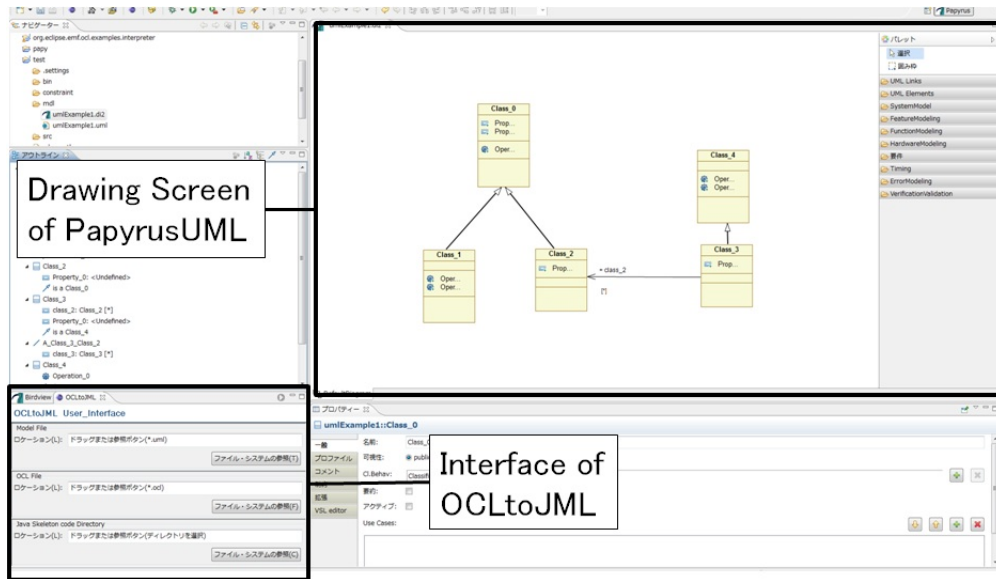 Papyrus
ナビゲーター
org.eclipse.emf.ocl.examples.interpreter
papy
test
.settings
bin
constraint
mdl
umlExample1.di2
umlExample1.uml
src
アウトライン
Drawing Screen
of PapyrusUML
Class_2
Property_0: <Undefined>
is a Class_0
Class_3
class_2: Class_2 [*]
Property_0: <Undefined>
is a Class_4
A_Class_3_Class_2
class_3: Class_3 [*]
Class_4
Operation_0
umlExample1.di2
Class_0
Prop...
Prop...
Oper...
Class_1
Oper...
Oper...
Class_2
Prop...
class_2
[*]
Class_4
Oper...
Oper...
Class_3
Prop...
パレット
選択
囲み枠
UML Links
UML Elements
SystemModel
FeatureModeling
FunctionModeling
HardwareModeling
要件
Timing
ErrorModeling
VerificationValidation
Birdview
OCLtoJML
OCLtoJML User_Interface
Model File
ロケーション(L): ドラッグまたは参照ボタン(*.uml)
ファイル・システムの参照(T)
OCL File
ロケーション(L): ドラッグまたは参照ボタン(*.ocl)
ファイル・システムの参照(F)
Java Skeleton code Directory
ロケーション(L): ドラッグまたは参照ボタン(ディレクトリを選択)
ファイル・システムの参照(C)
プロパティー
umlExample1::Class_0
一般
プロファイル
コメント
拡張
VSL editor
名前: Class_0
可視性: public
Cl.Behav: Classifi
要約:
アクティブ:
Use Cases:
Interface of
OCLtoJML